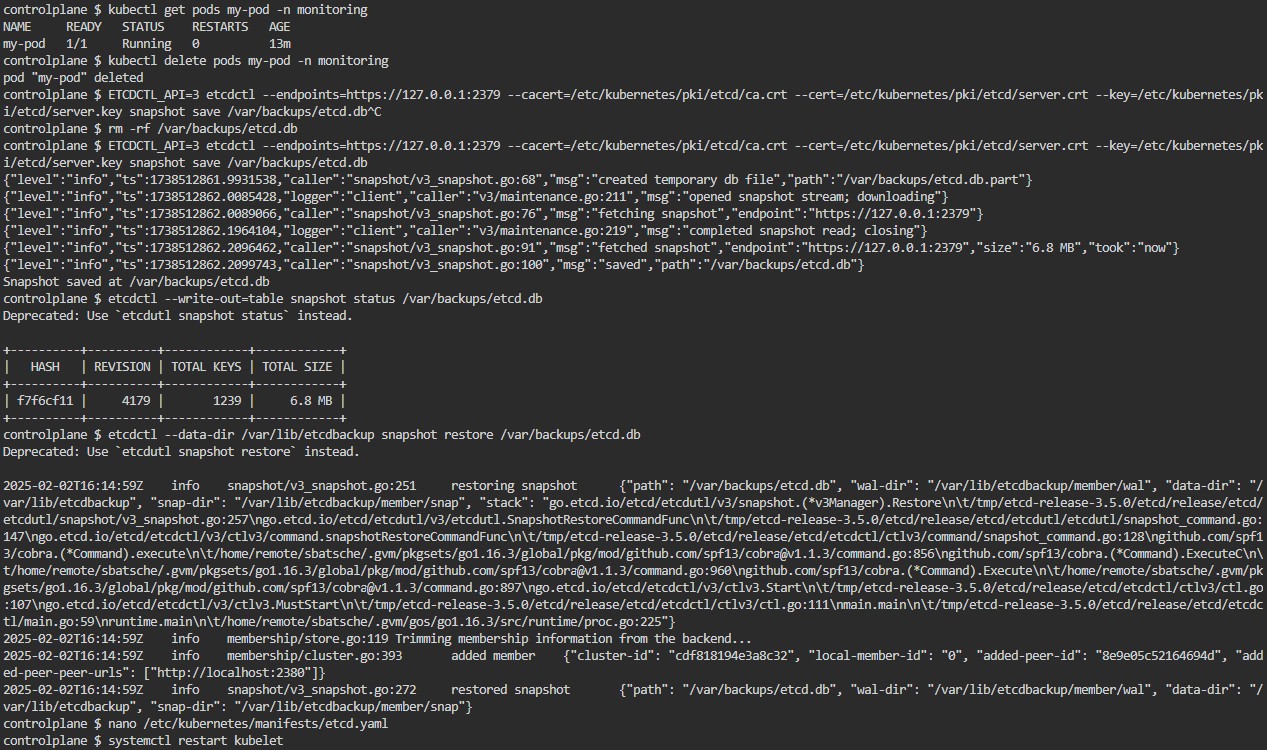 controlplane $ kubectl get pods my-pod -n monitoring
NAME     READY   STATUS    RESTARTS   AGE
my-pod   1/1     Running   0          13m
controlplane $ kubectl delete pods my-pod -n monitoring
pod "my-pod" deleted
controlplane $ ETCDCTL_API=3 etcdctl --endpoints=https://127.0.0.1:2379 --cacert=/etc/kubernetes/pki/etcd/ca.crt --cert=/etc/kubernetes/pki/etcd/server.crt --key=/etc/kubernetes/pk
i/etcd/server.key snapshot save /var/backups/etcd.db^C
controlplane $ rm -rf /var/backups/etcd.db
controlplane $ ETCDCTL_API=3 etcdctl --endpoints=https://127.0.0.1:2379 --cacert=/etc/kubernetes/pki/etcd/ca.crt --cert=/etc/kubernetes/pki/etcd/server.crt --key=/etc/kubernetes/pk
i/etcd/server.key snapshot save /var/backups/etcd.db
{"level":"info","ts":1738512861.9931538,"caller":"snapshot/v3_snapshot.go:68","msg":"created temporary db file","path":"/var/backups/etcd.db.part"}
{"level":"info","ts":1738512862.0085428,"logger":"client","caller":"v3/maintenance.go:211","msg":"opened snapshot stream; downloading"}
{"level":"info","ts":1738512862.0089066,"caller":"snapshot/v3_snapshot.go:76","msg":"fetching snapshot","endpoint":"https://127.0.0.1:2379"}
{"level":"info","ts":1738512862.1964104,"logger":"client","caller":"v3/maintenance.go:219","msg":"completed snapshot read; closing"}
{"level":"info","ts":1738512862.2096462,"caller":"snapshot/v3_snapshot.go:91","msg":"fetched snapshot","endpoint":"https://127.0.0.1:2379","size":"6.8 MB","took":"now"}
{"level":"info","ts":1738512862.2099743,"caller":"snapshot/v3_snapshot.go:100","msg":"saved","path":"/var/backups/etcd.db"}
Snapshot saved at /var/backups/etcd.db
controlplane $ etcdctl --write-out=table snapshot status /var/backups/etcd.db
Deprecated: Use `etcdutl snapshot status` instead.
+----------+----------+------------+------------+
|   HASH   | REVISION | TOTAL KEYS | TOTAL SIZE |
+----------+----------+------------+------------+
| f7f6cf11 |     4179 |       1239 |     6.8 MB |
+----------+----------+------------+------------+
controlplane $ etcdctl --data-dir /var/lib/etcdbackup snapshot restore /var/backups/etcd.db
Deprecated: Use `etcdutl snapshot restore` instead.
2025-02-02T16:14:59Z    info    snapshot/v3_snapshot.go:251     restoring snapshot      {"path": "/var/backups/etcd.db", "wal-dir": "/var/lib/etcdbackup/member/wal", "data-dir": "/
var/lib/etcdbackup", "snap-dir": "/var/lib/etcdbackup/member/snap", "stack": "go.etcd.io/etcd/etcdutl/v3/snapshot.(*v3Manager).Restore\n\t/tmp/etcd-release-3.5.0/etcd/release/etcd/
etcdutl/snapshot/v3_snapshot.go:257\ngo.etcd.io/etcd/etcdutl/v3/etcdutl.SnapshotRestoreCommandFunc\n\t/tmp/etcd-release-3.5.0/etcd/release/etcd/etcdutl/etcdutl/snapshot_command.go:
147\ngo.etcd.io/etcd/etcdctl/v3/ctlv3/command.snapshotRestoreCommandFunc\n\t/tmp/etcd-release-3.5.0/etcd/release/etcd/etcdctl/ctlv3/command/snapshot_command.go:128\ngithub.com/spf1
3/cobra.(*Command).execute\n\t/home/remote/sbatsche/.gvm/pkgsets/go1.16.3/global/pkg/mod/github.com/spf13/cobra@v1.1.3/command.go:856\ngithub.com/spf13/cobra.(*Command).ExecuteC\n\
t/home/remote/sbatsche/.gvm/pkgsets/go1.16.3/global/pkg/mod/github.com/spf13/cobra@v1.1.3/command.go:960\ngithub.com/spf13/cobra.(*Command).Execute\n\t/home/remote/sbatsche/.gvm/pk
gsets/go1.16.3/global/pkg/mod/github.com/spf13/cobra@v1.1.3/command.go:897\ngo.etcd.io/etcd/etcdctl/v3/ctlv3.Start\n\t/tmp/etcd-release-3.5.0/etcd/release/etcd/etcdctl/ctlv3/ctl.go
:107\ngo.etcd.io/etcd/etcdctl/v3/ctlv3.MustStart\n\t/tmp/etcd-release-3.5.0/etcd/release/etcd/etcdctl/ctlv3/ctl.go:111\nmain.main\n\t/tmp/etcd-release-3.5.0/etcd/release/etcd/etcdc
tl/main.go:59\nruntime.main\n\t/home/remote/sbatsche/.gvm/gos/go1.16.3/src/runtime/proc.go:225"}
2025-02-02T16:14:59Z    info    membership/store.go:119 Trimming membership information from the backend...
2025-02-02T16:14:59Z    info    membership/cluster.go:393       added member    {"cluster-id": "cdf818194e3a8c32", "local-member-id": "0", "added-peer-id": "8e9e05c52164694d", "add
ed-peer-peer-urls": ["http://localhost:2380"]}
2025-02-02T16:14:59Z    info    snapshot/v3_snapshot.go:272     restored snapshot       {"path": "/var/backups/etcd.db", "wal-dir": "/var/lib/etcdbackup/member/wal", "data-dir": "/
var/lib/etcdbackup", "snap-dir": "/var/lib/etcdbackup/member/snap"}
controlplane $ nano /etc/kubernetes/manifests/etcd.yaml
controlplane $ systemctl restart kubelet